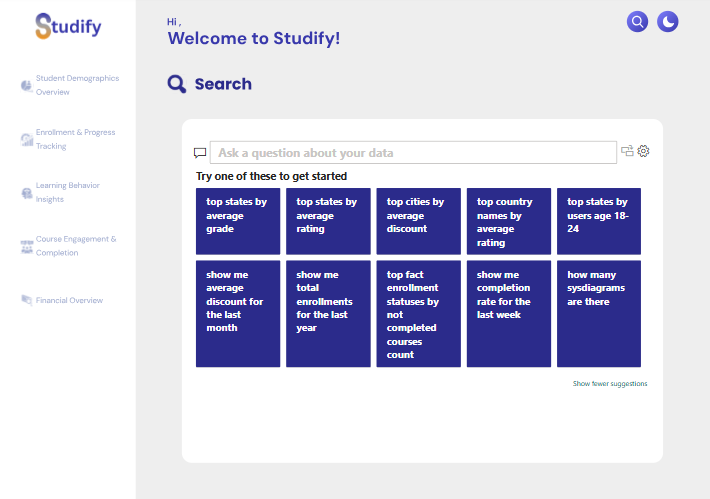 Studify
Hi ,
Welcome to Studify!
Student Demographics
Overview
Enrollment & Progress
Tracking
Learning Behavior
Insights
Course Engagement &
Completion
Financial Overview
Search
Ask a question about your data
Try one of these to get started
top states by
average
grade
top states by
average
rating
top cities by
average
discount
top country
names by
average
rating
top states by
users age 18-
24
show me
average
discount for
the last
month
show me
total
enrollments
for the last
year
top fact
enrollment
statuses by
not
completed
courses
count
show me
completion
rate for the
last week
how many
sysdiagrams
are there
Show fewer suggestions